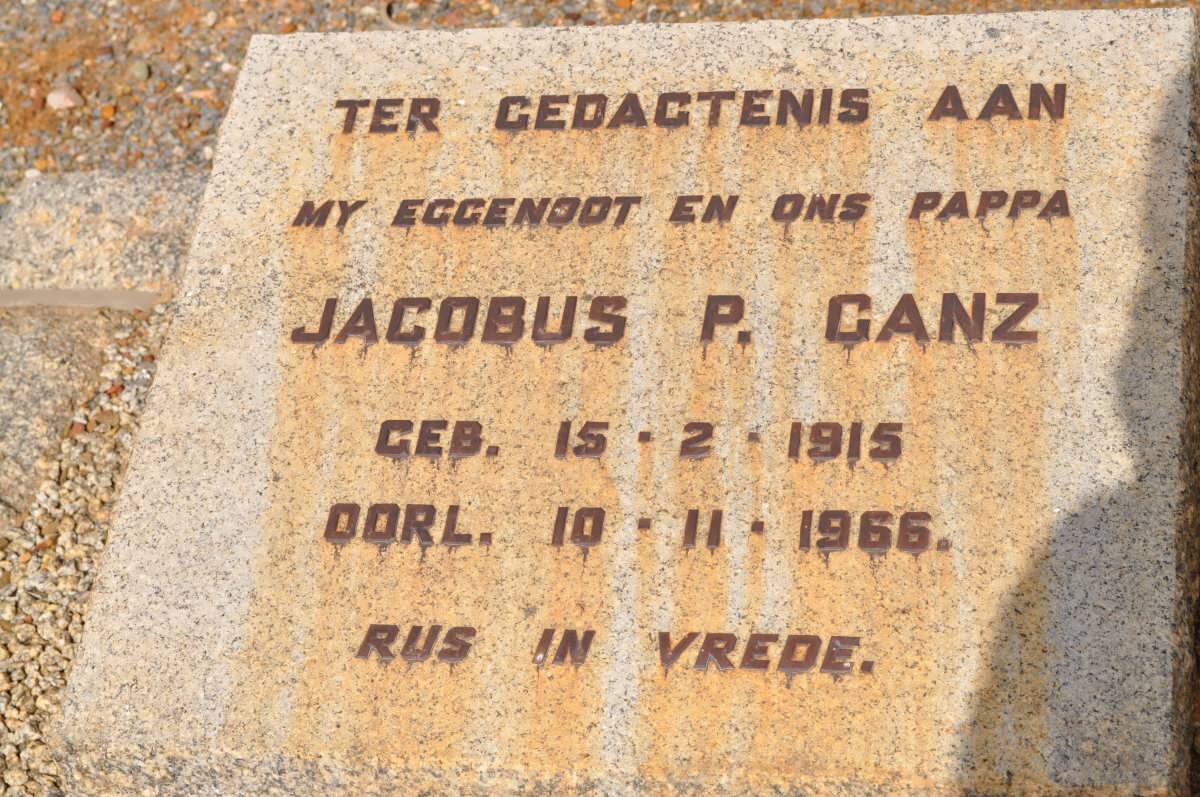 TER GEDAGTENIS AAN
MY EGGENOOT EN ONS PAPPA
JACOBUS P. GANZ
GEB. 15 · 2 · 1915
OORL. 10 · 11 · 1966.
RUS IN VREDE.